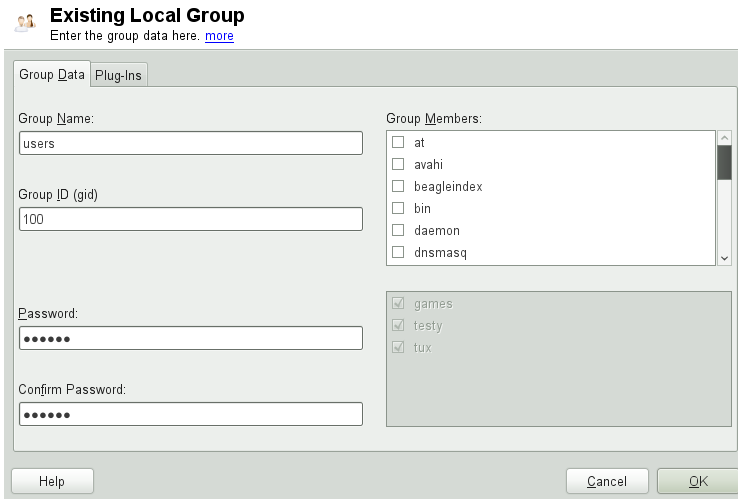 Existing Local Group
Enter the group data here. more
Group Data
Plug-Ins
Group Name:
users
Group ID (gid)
100
Password:
●●●●●●
Confirm Password:
●●●●●●
Group Members:
at
avahi
beagleindex
bin
daemon
dnsmasq
games
testy
tux
Help
Cancel
OK